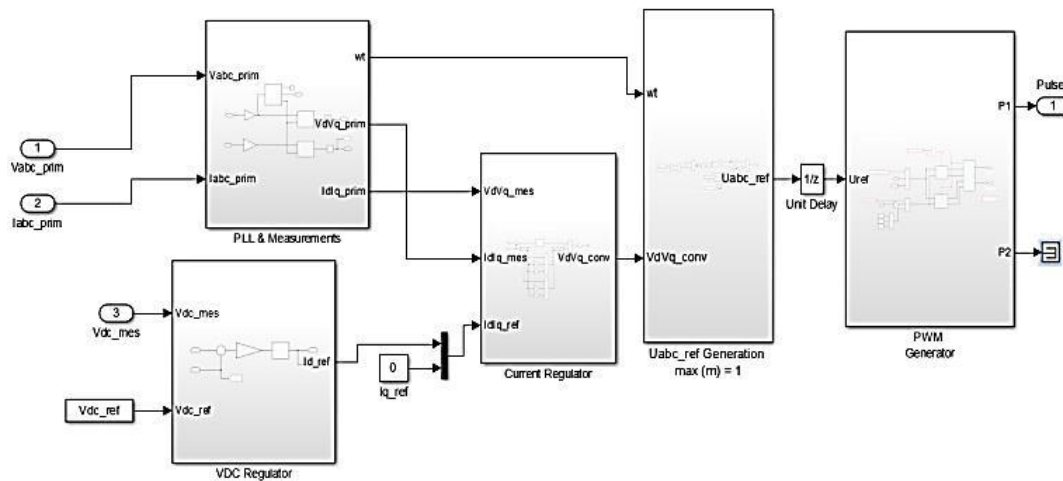 Vabc_prim
Iabc_prim
wt
VdVq_prim
IdIq_prim
PLL & Measurements
1
Vabc_prim
2
Iabc_prim
3
Vdc_mes
Vdc_ref
Vdc_mes
Vdc_ref
Id_ref
VDC Regulator
0
Iq_ref
VdVq_mes
IdIq_mes
IdIq_ref
VdVq_conv
Current Regulator
wt
VdVq_conv
Uabc_ref
Uabc_ref Generation
max (m) = 1
1/z
Unit Delay
Uref
P1
P2
PWM
Generator
Pulse
1